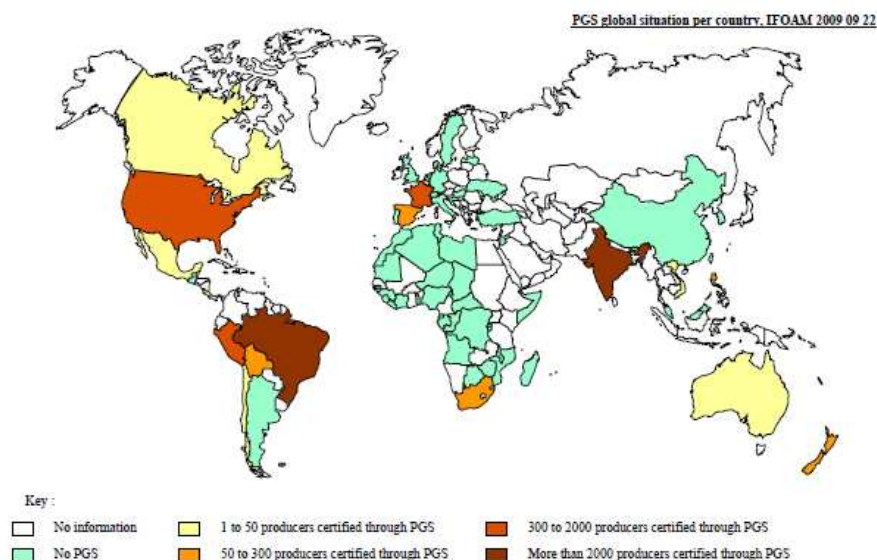 PGS global situation per country, IFOAM 2009 09 22
Key :
No information
1 to 50 producers certified through PGS
300 to 2000 producers certified through PGS
No PGS
50 to 300 producers certified through PGS
More than 2000 producers certified through PGS